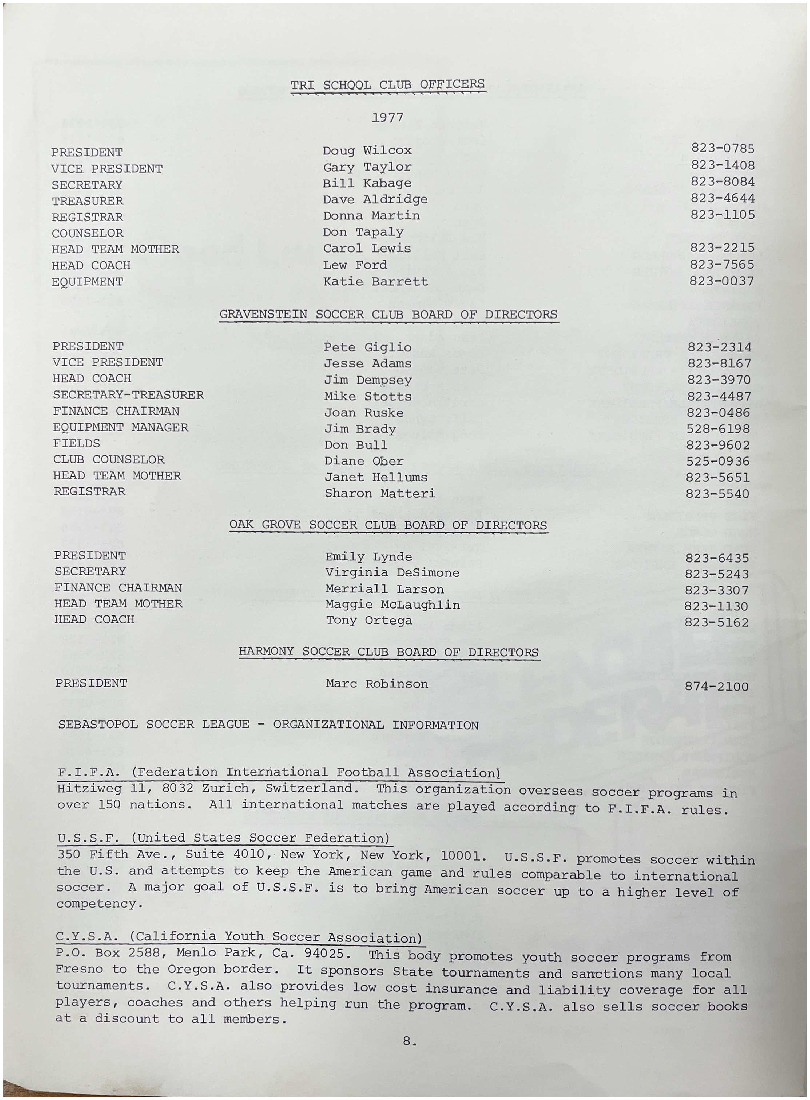 TRI SCHOOL CLUB OFFICERS
1977
PRESIDENT Doug Wilcox 823-0785
VICE PRESIDENT Gary Taylor 823-1408
SECRETARY Bill Kabage 823-8084
TREASURER Dave Aldridge 823-4644
REGISTRAR Donna Martin 823-1105
COUNSELOR Don Tapaly
HEAD TEAM MOTHER Carol Lewis 823-2215
HEAD COACH Lew Ford 823-7565
EQUIPMENT Katie Barrett 823-0037
GRAVENSTEIN SOCCER CLUB BOARD OF DIRECTORS
PRESIDENT Pete Giglio 823-2314
VICE PRESIDENT Jesse Adams 823-8167
HEAD COACH Jim Dempsey 823-3970
SECRETARY-TREASURER Mike Stotts 823-4487
FINANCE CHAIRMAN Joan Ruske 823-0486
EQUIPMENT MANAGER Jim Brady 528-6198
FIELDS Don Bull 823-9602
CLUB COUNSELOR Diane Ober 525-0936
HEAD TEAM MOTHER Janet Hellums 823-5651
REGISTRAR Sharon Matteri 823-5540
OAK GROVE SOCCER CLUB BOARD OF DIRECTORS
PRESIDENT Emily Lynde 823-6435
SECRETARY Virginia DeSimone 823-5243
FINANCE CHAIRMAN Merriall Larson 823-3307
HEAD TEAM MOTHER Maggie McLaughlin 823-1130
HEAD COACH Tony Ortega 823-5162
HARMONY SOCCER CLUB BOARD OF DIRECTORS
PRESIDENT Marc Robinson 874-2100
SEBASTOPOL SOCCER LEAGUE - ORGANIZATIONAL INFORMATION
F.I.F.A. (Federation International Football Association)
Hitziweg 11, 8032 Zurich, Switzerland. This organization oversees soccer programs in
over 150 nations. All international matches are played according to F.I.F.A. rules.
U.S.S.F. (United States Soccer Federation)
350 Fifth Ave., Suite 4010, New York, New York, 10001. U.S.S.F. promotes soccer within
the U.S. and attempts to keep the American game and rules comparable to international
soccer. A major goal of U.S.S.F. is to bring American soccer up to a higher level of
competency.
C.Y.S.A. (California Youth Soccer Association)
P.O. Box 2588, Menlo Park, Ca. 94025. This body promotes youth soccer programs from
Fresno to the Oregon border. It sponsors State tournaments and sanctions many local
tournaments. C.Y.S.A. also provides low cost insurance and liability coverage for all
players, coaches and others helping run the program. C.Y.S.A. also sells soccer books
at a discount to all members.
8.